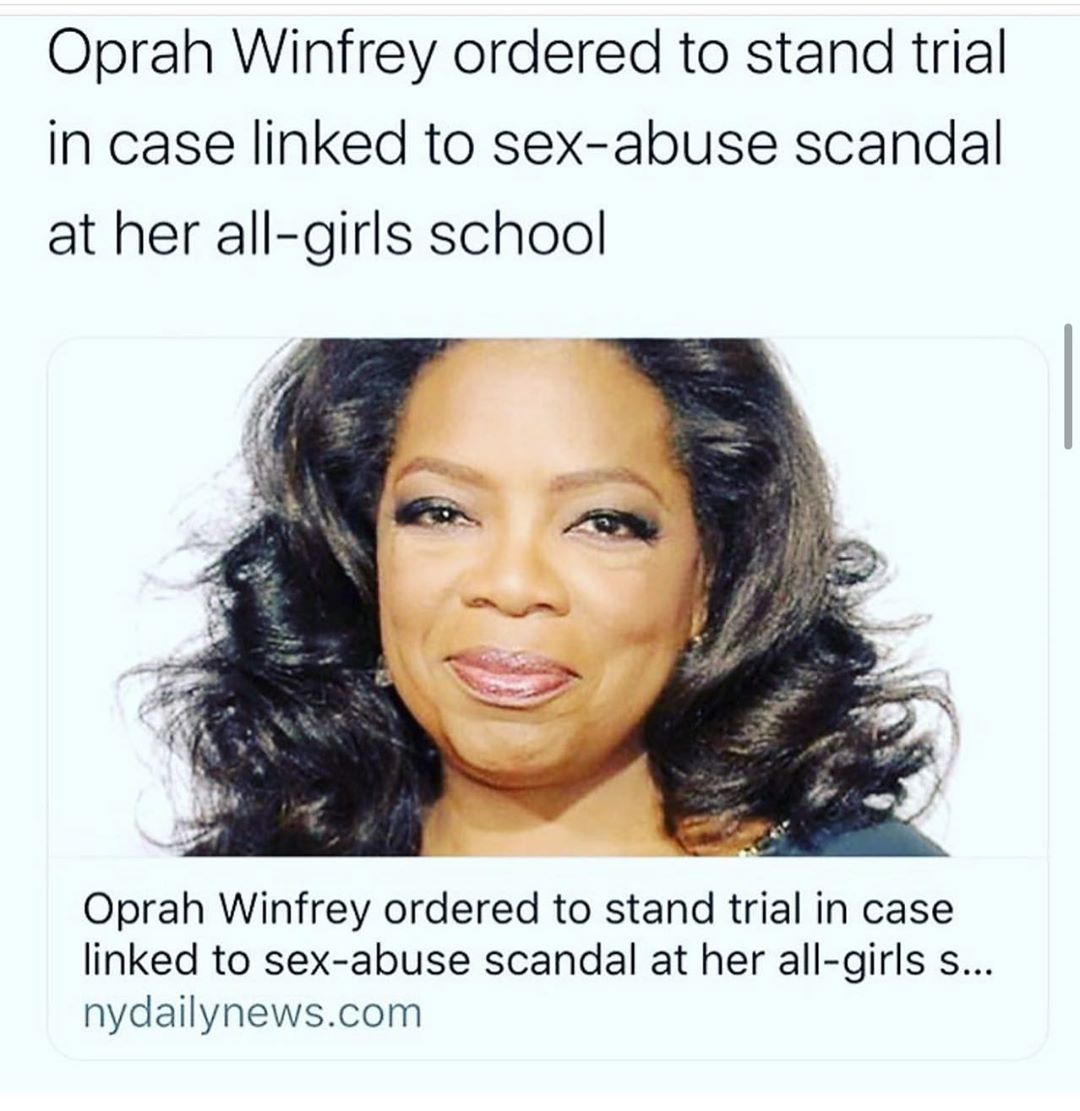 Oprah Winfrey ordered to stand trial
in case linked to sex-abuse scandal
at her all-girls school
Oprah Winfrey ordered to stand trial in case
linked to sex-abuse scandal at her all-girls s...
nydailynews.com